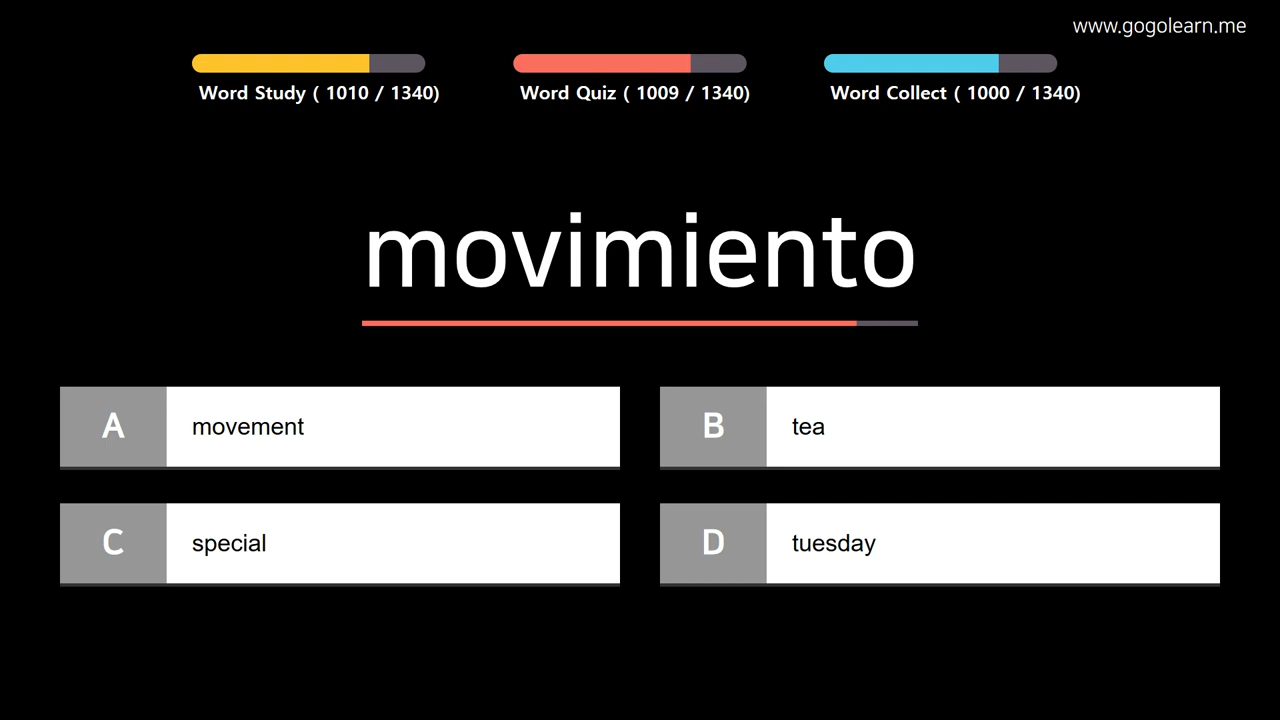 www.gogolearn.me
Word Study ( 1010 / 1340)
Word Quiz ( 1009 / 1340)
Word Collect ( 1000 / 1340)
movimiento
A movement
B tea
C special
D tuesday